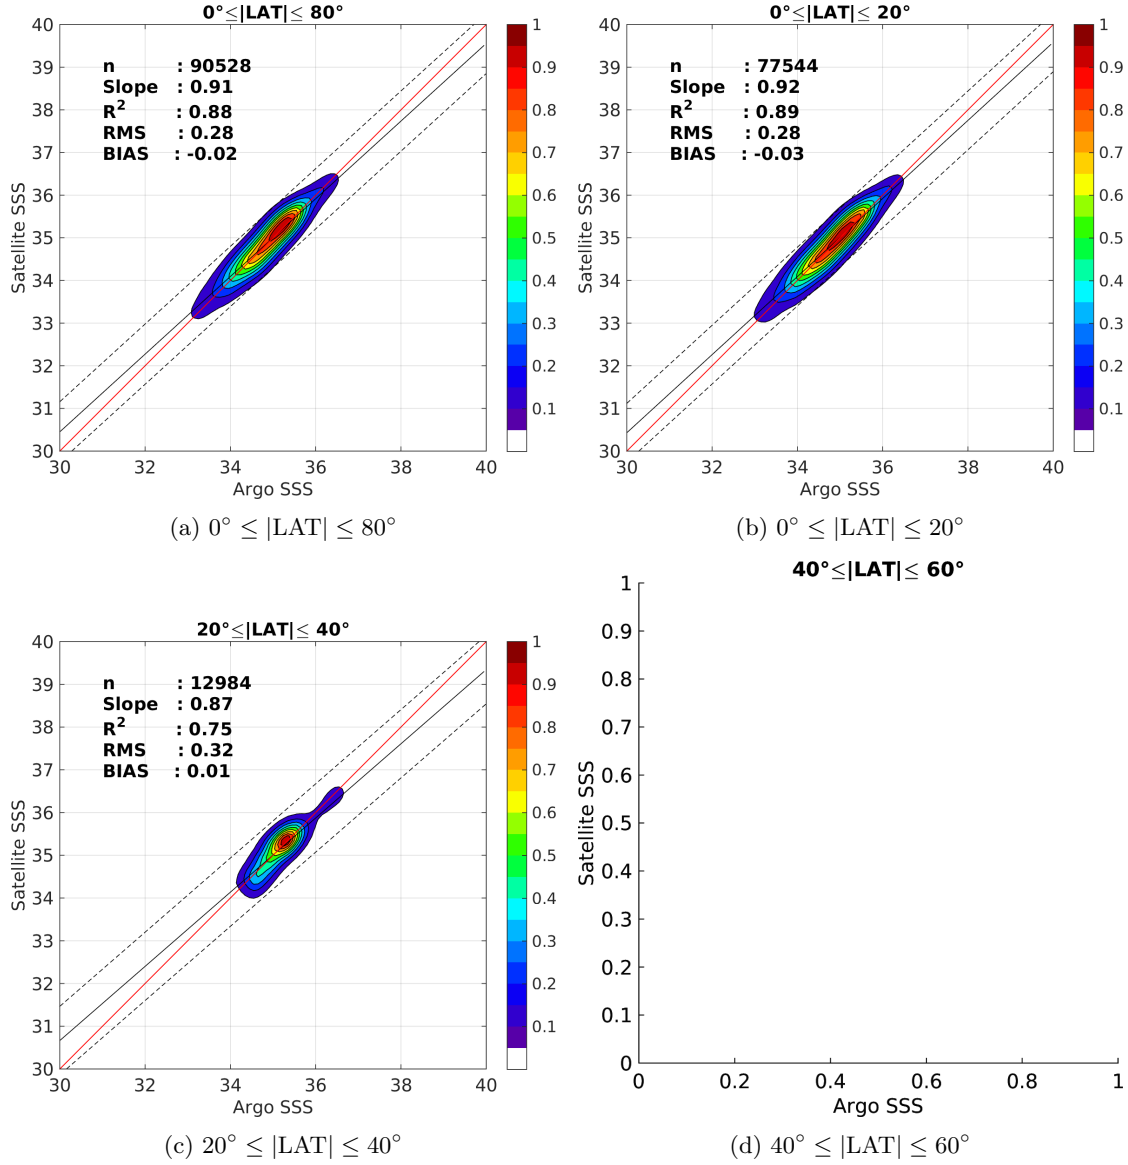 0°≤|LAT|≤ 80°
n : 90528
Slope : 0.91
R² : 0.88
RMS : 0.28
BIAS : -0.02
40
39
38
37
36
35
34
33
32
31
30
30 32 34 36 38 40
Satellite SSS
Argo SSS
1
0.9
0.8
0.7
0.6
0.5
0.4
0.3
0.2
0.1
(a) 0° ≤ |LAT| ≤ 80°
0°≤|LAT|≤ 20°
n : 77544
Slope : 0.92
R² : 0.89
RMS : 0.28
BIAS : -0.03
40
39
38
37
36
35
34
33
32
31
30
30 32 34 36 38 40
Satellite SSS
Argo SSS
1
0.9
0.8
0.7
0.6
0.5
0.4
0.3
0.2
0.1
(b) 0° ≤ |LAT| ≤ 20°
20°≤|LAT|≤ 40°
n : 12984
Slope : 0.87
R² : 0.75
RMS : 0.32
BIAS : 0.01
40
39
38
37
36
35
34
33
32
31
30
30 32 34 36 38 40
Satellite SSS
Argo SSS
1
0.9
0.8
0.7
0.6
0.5
0.4
0.3
0.2
0.1
(c) 20° ≤ |LAT| ≤ 40°
40°≤|LAT|≤ 60°
1
0.9
0.8
0.7
0.6
0.5
0.4
0.3
0.2
0.1
0
0 0.2 0.4 0.6 0.8 1
Satellite SSS
Argo SSS
(d) 40° ≤ |LAT| ≤ 60°